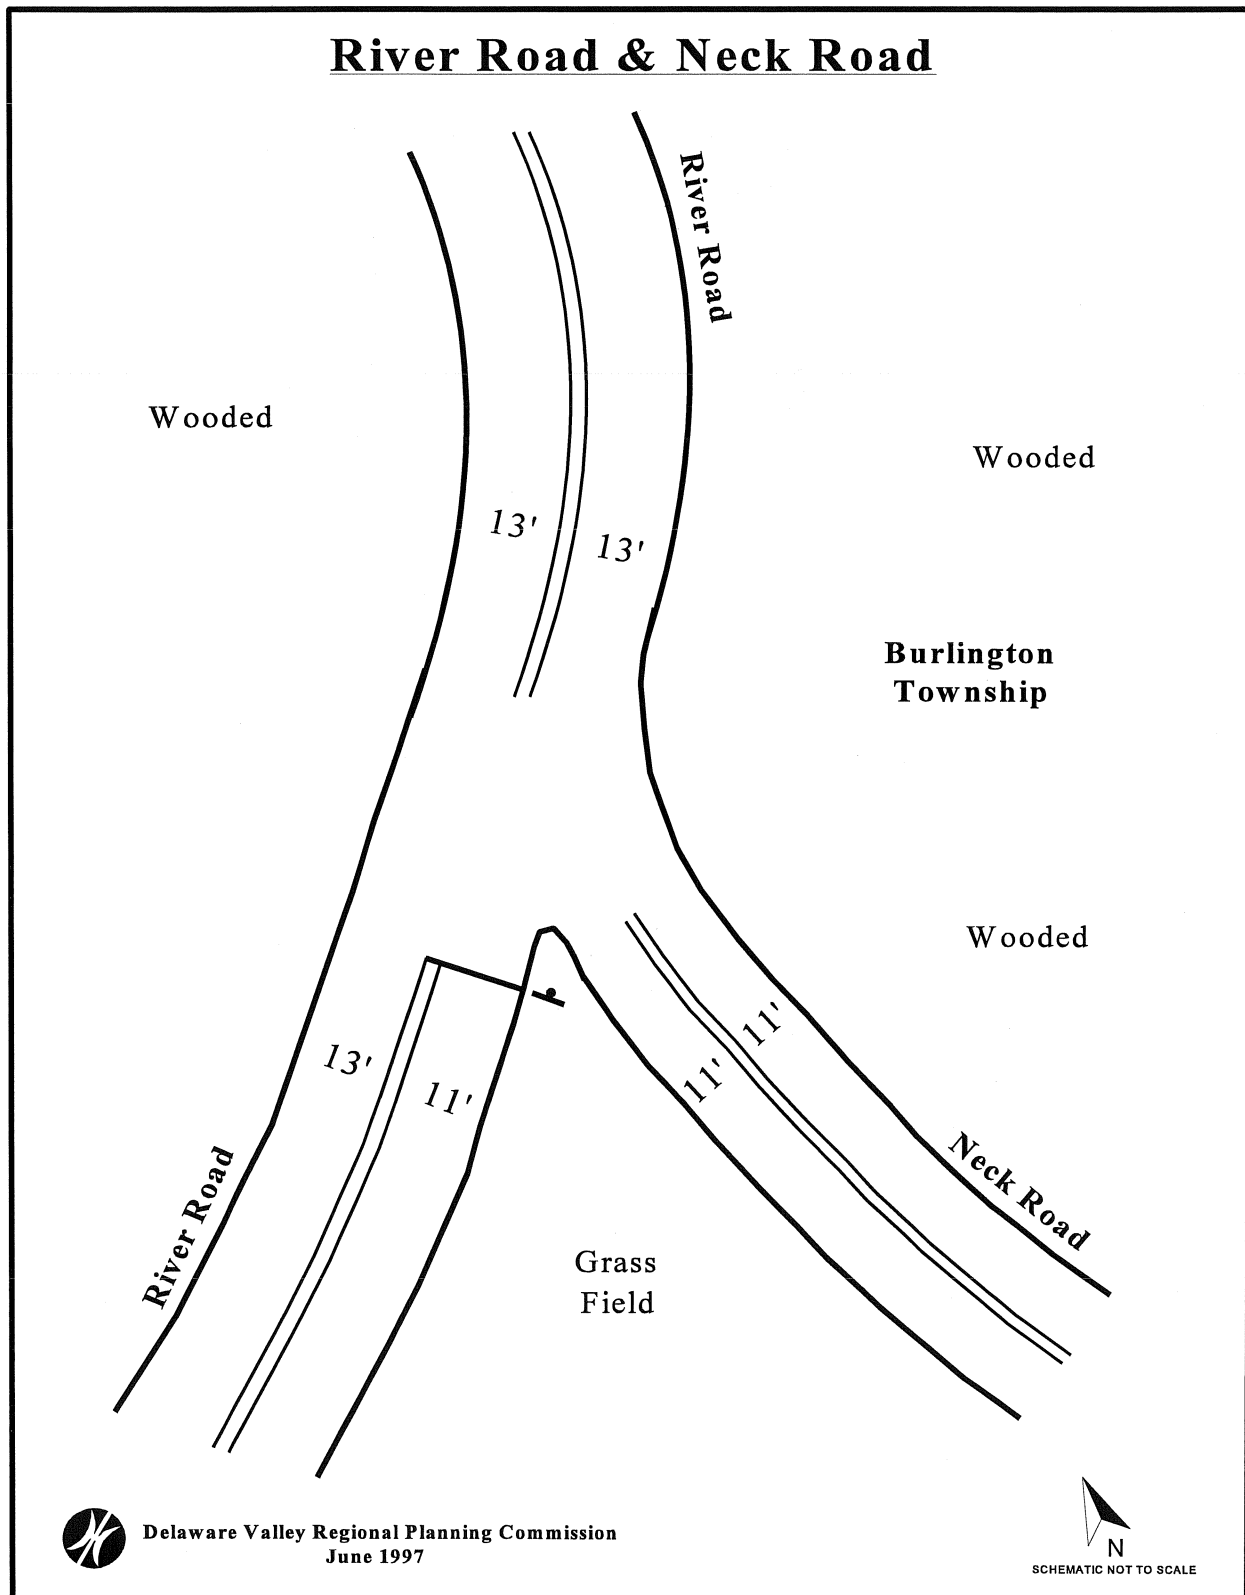 River Road & Neck Road
River Road
Wooded
Wooded
13'
13'
Burlington
Township
Wooded
11'
11'
13'
11'
Neck Road
River Road
Grass
Field
Delaware Valley Regional Planning Commission
June 1997
N
SCHEMATIC NOT TO SCALE